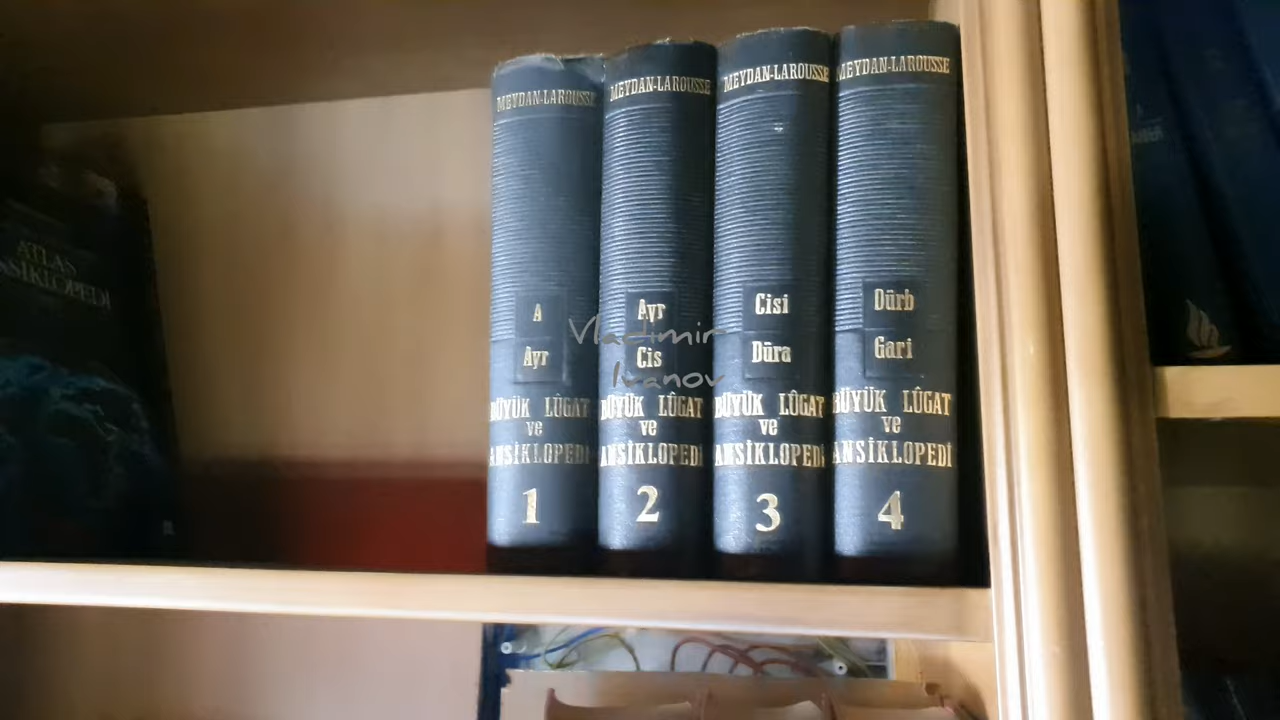 ATLAS
ANSİKLOPEDİ
MEYDAN-LAROUSSE
A
Ayr
BÜYÜK LÛGAT
ve
ANSİKLOPEDİ
1
MEYDAN-LAROUSSE
Ayr
Cis
BÜYÜK LÛGAT
ve
ANSİKLOPEDİ
2
MEYDAN-LAROUSSE
Cisi
Düra
BÜYÜK LÛGAT
ve
ANSİKLOPEDİ
3
MEYDAN-LAROUSSE
Dürb
Gari
BÜYÜK LÛGAT
ve
ANSİKLOPEDİ
4
Vladimir
Ivanov